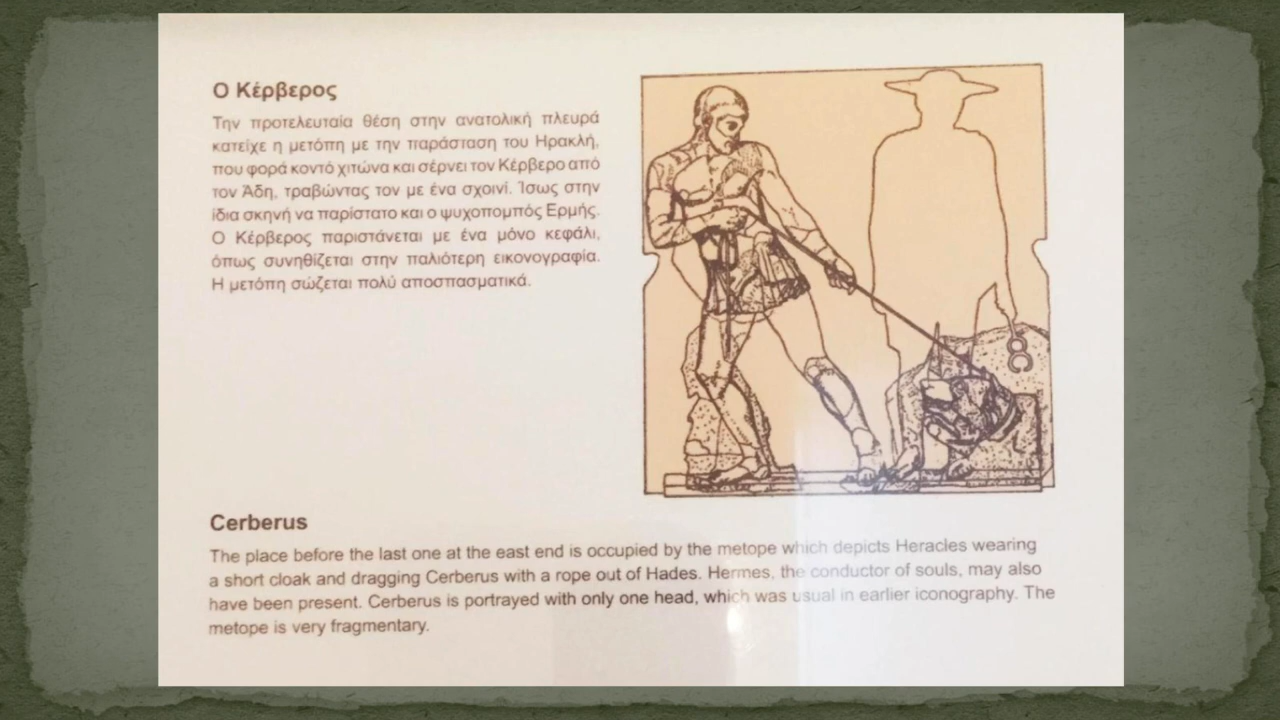 Ο Κέρβερος
Την προτελευταία θέση στην ανατολική πλευρά
κατείχε η μετόπη με την παράσταση του Ηρακλή,
που φορά κοντό χιτώνα και σέρνει τον Κέρβερο από
τον Άδη, τραβώντας τον με ένα σχοινί. Ίσως στην
ίδια σκηνή να παρίστατο και ο ψυχοπομπός Ερμής.
Ο Κέρβερος παριστάνεται με ένα μόνο κεφάλι,
όπως συνηθίζεται στην παλιότερη εικονογραφία.
Η μετόπη σώζεται πολύ αποσπασματικά.
Cerberus
The place before the last one at the east end is occupied by the metope which depicts Heracles wearing
a short cloak and dragging Cerberus with a rope out of Hades. Hermes, the conductor of souls, may also
have been present. Cerberus is portrayed with only one head, which was usual in earlier iconography. The
metope is very fragmentary.